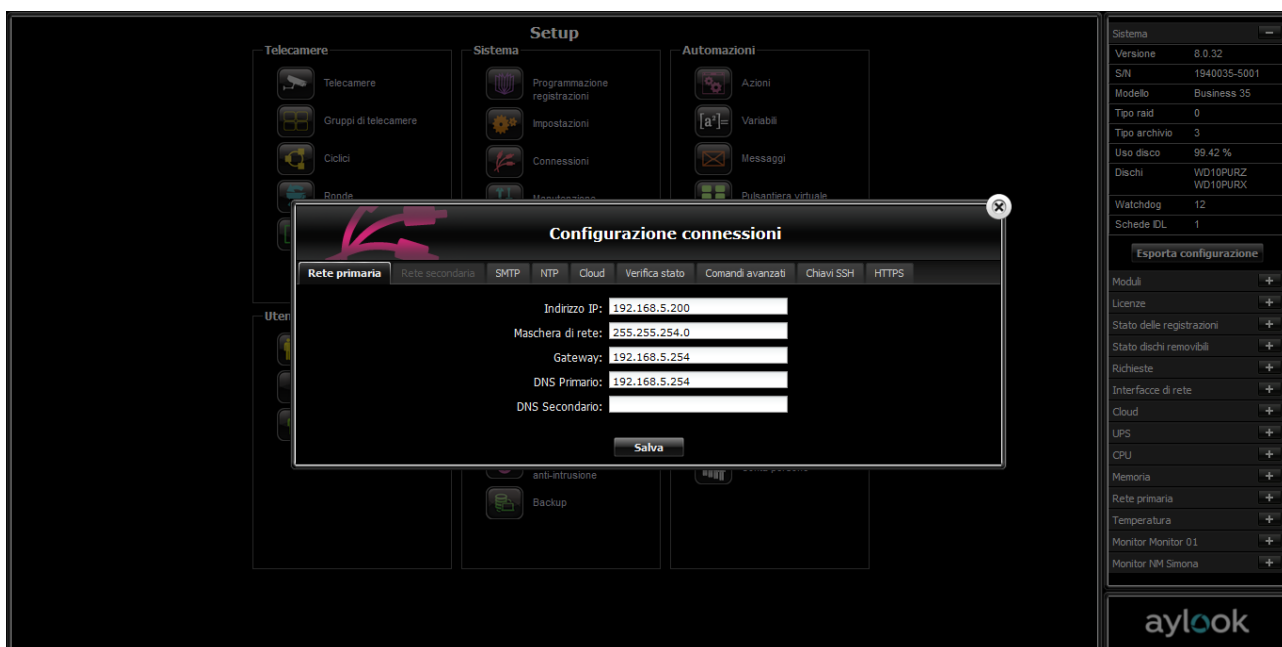 Setup
Telecamere
Telecamere
Gruppi di telecamere
Ciclici
Ronde
Sistema
Programmazione
registrazioni
Impostazioni
Connessioni
Manutenzione
Automazioni
Azioni
Variabili
Messaggi
Pulsantiera virtuale
Configurazione connessioni
Rete primaria
Rete secondaria
SMTP
NTP
Cloud
Verifica stato
Comandi avanzati
Chiavi SSH
HTTPS
Indirizzo IP: 192.168.5.200
Maschera di rete: 255.255.254.0
Gateway: 192.168.5.254
DNS Primario: 192.168.5.254
DNS Secondario:
Salva
anti-intrusione
Backup
Sistema
Versione 8.0.32
S/N 1940035-5001
Modello Business 35
Tipo raid 0
Tipo archivio 3
Uso disco 99.42 %
Dischi WD10PURZ
WD10PURX
Watchdog 12
Schede IDL 1
Esporta configurazione
Moduli
Licenze
Stato delle registrazioni
Stato dischi removibili
Richieste
Interfacce di rete
Cloud
UPS
CPU
Memoria
Rete primaria
Temperatura
Monitor Monitor 01
Monitor NM Simona
aylook